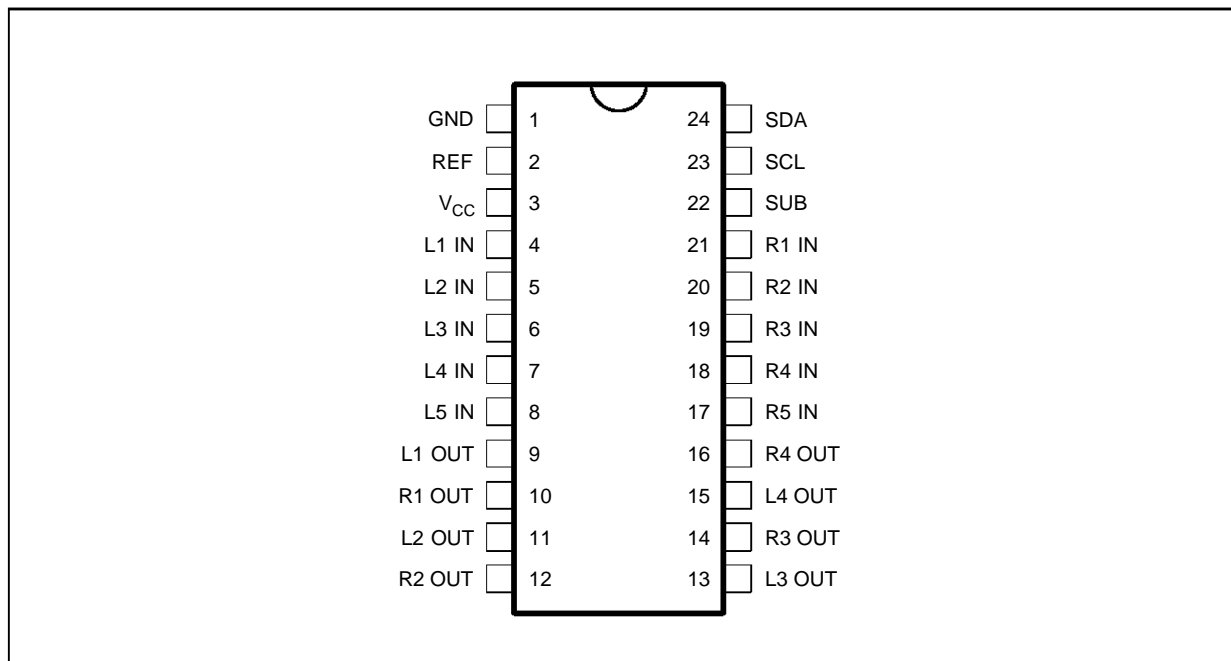 GND 1 24 SDA
REF 2 23 SCL
VCC 3 22 SUB
L1 IN 4 21 R1 IN
L2 IN 5 20 R2 IN
L3 IN 6 19 R3 IN
L4 IN 7 18 R4 IN
L5 IN 8 17 R5 IN
L1 OUT 9 16 R4 OUT
R1 OUT 10 15 L4 OUT
L2 OUT 11 14 R3 OUT
R2 OUT 12 13 L3 OUT